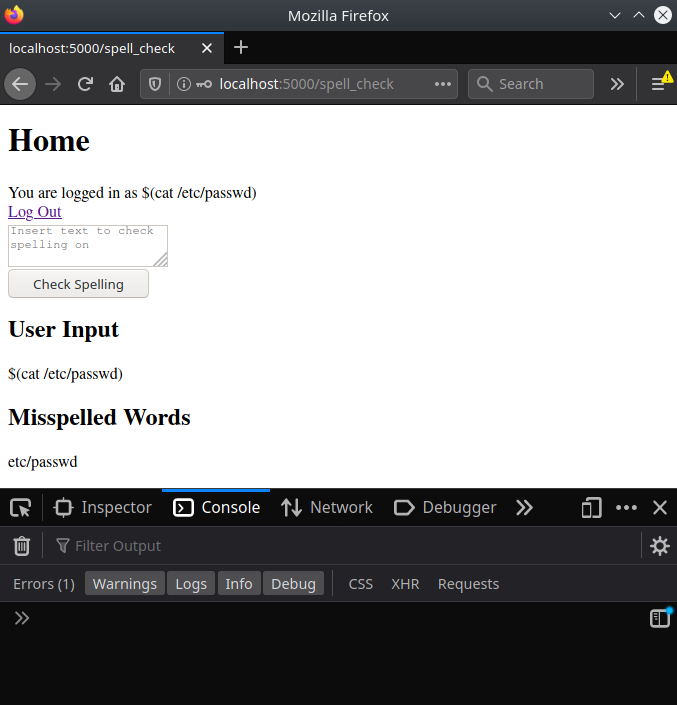 Mozilla Firefox
localhost:5000/spell_check
localhost:5000/spell_check
Search
Home
You are logged in as $(cat /etc/passwd)
Log Out
Insert text to check
spelling on
Check Spelling
User Input
$(cat /etc/passwd)
Misspelled Words
etc/passwd
Inspector
Console
Network
Debugger
Filter Output
Errors (1)
Warnings
Logs
Info
Debug
CSS
XHR
Requests